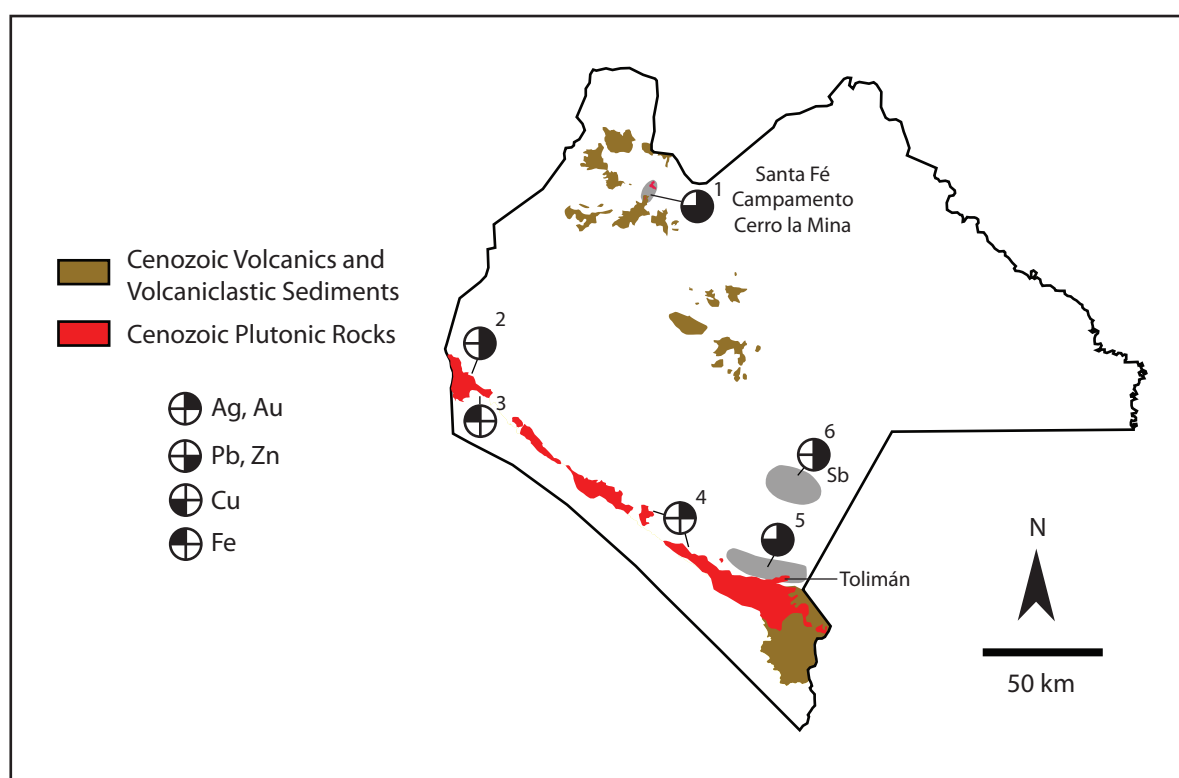 Santa Fé
Campamento
Cerro la Mina
1
Cenozoic Volcanics and
Volcaniclastic Sediments
Cenozoic Plutonic Rocks
2
3
Ag, Au
Pb, Zn
Cu
Fe
6
Sb
4
5
Tolimán
N
50 km